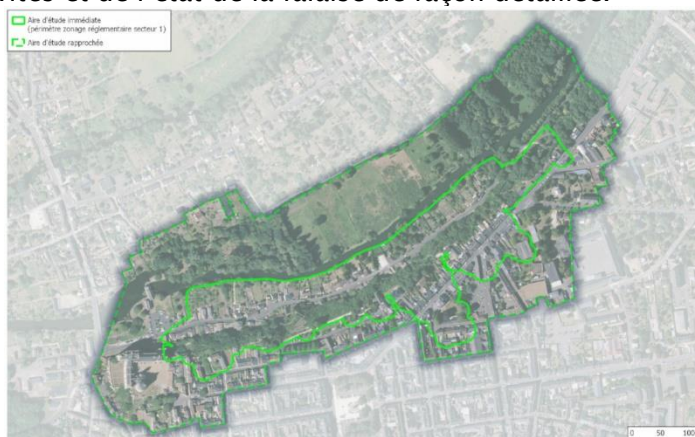 et de l'état de la falaise de façon détaillée.
Aire d'étude immédiate
(périmètre zonage réglementaire secteur 1)
Aire d'étude rapprochée
0 50 100